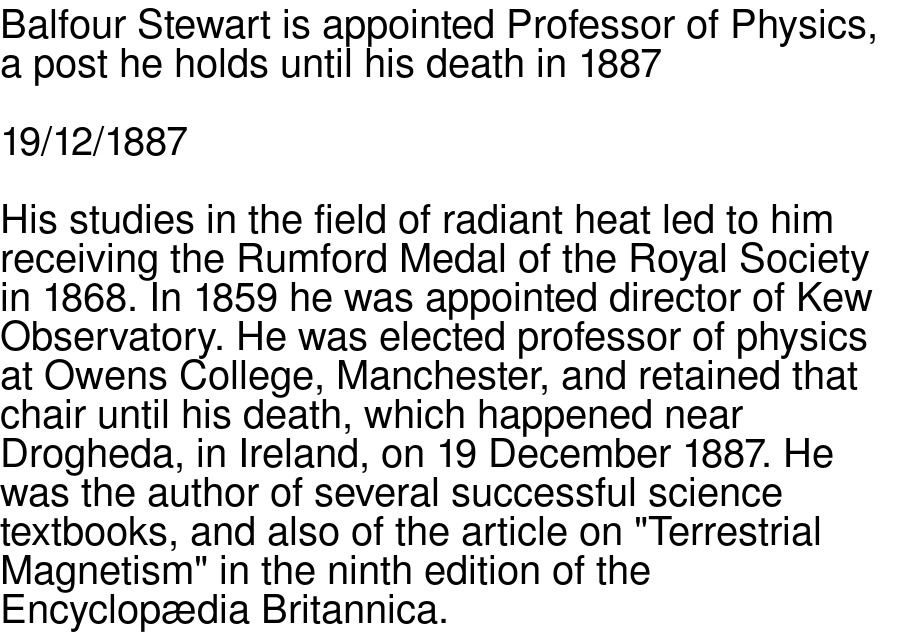 Balfour Stewart is appointed Professor of Physics,
a post he holds until his death in 1887
19/12/1887
His studies in the field of radiant heat led to him
receiving the Rumford Medal of the Royal Society
in 1868. In 1859 he was appointed director of Kew
Observatory. He was elected professor of physics
at Owens College, Manchester, and retained that
chair until his death, which happened near
Drogheda, in Ireland, on 19 December 1887. He
was the author of several successful science
textbooks, and also of the article on "Terrestrial
Magnetism" in the ninth edition of the
Encyclopædia Britannica.